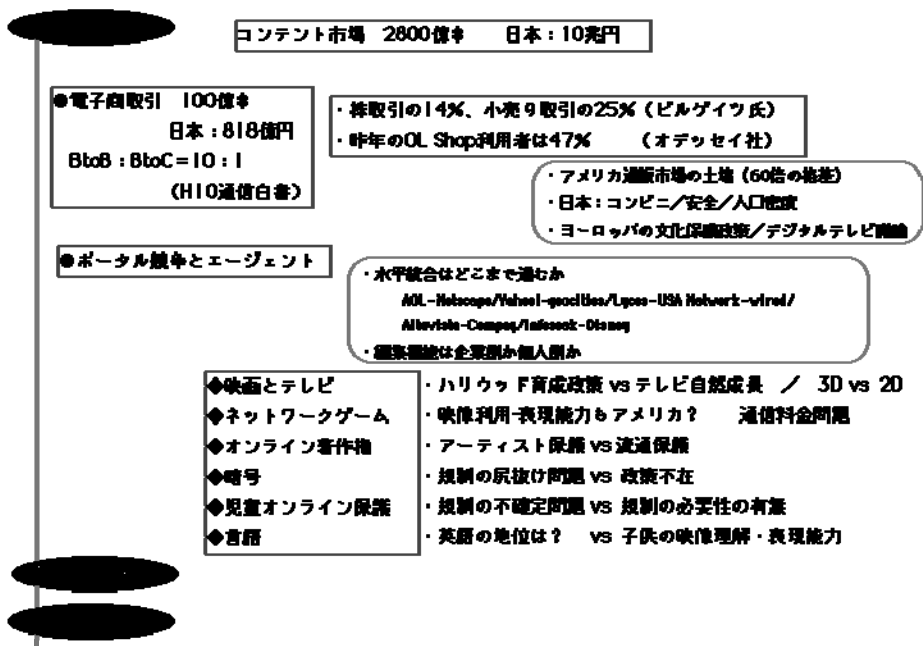 コンテント市場 2800億$ 日本:10兆円
●電子商取引 100億$
日本:818億円
BtoB:BtoC=10:1
(H10通信白書)
・株取引の14%、小売り取引の25%(ビルゲイツ氏)
・昨年のOL Shop利用者は47% (オデッセイ社)
・アメリカ通販市場の土壌(60倍の格差)
・日本:コンビニ/安全/人口密度
・ヨーロッパの文化保護政策/デジタルテレビ
●ポータル競争とエージェント
・水平統合はどこまで進むか
AOL-Netscape/Yahoo!-geocities/Lycos-USA Network-wired/
Altavista-Compaq/Infoseek-Disney
・編集機能は企業側か個人側か
◆映画とテレビ ・ハリウッド育成政策 vs テレビ自然成長 / 3D vs 2D
◆ネットワークゲーム ・映像利用・表現能力もアメリカ? 通信料金問題
◆オンライン著作権 ・アーティスト保護 vs 流通保護
◆暗号 ・規制の尻抜け問題 vs 政策不在
◆児童オンライン保護 ・規制の不確定問題 vs 規制の必要性の有無
◆言語 ・英語の地位は? vs 子供の映像理解・表現能力